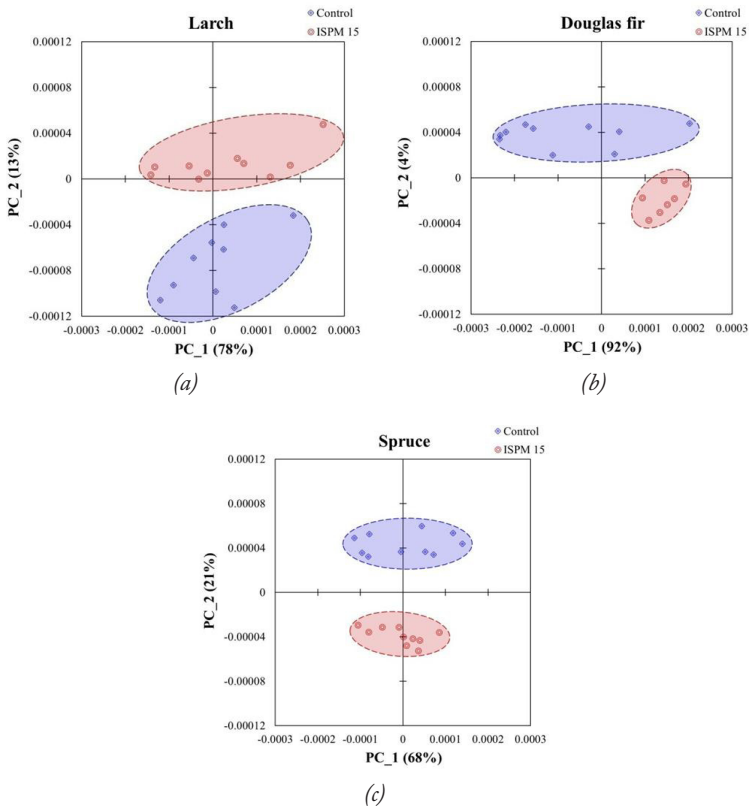 Larch
Control
ISPM 15
0.00012
0.00008
0.00004
0
-0.00004
-0.00008
-0.00012
PC_2 (13%)
-0.0003 -0.0002 -0.0001 0 0.0001 0.0002 0.0003
PC_1 (78%)
(a)
Douglas fir
Control
ISPM 15
0.00012
0.00008
0.00004
0
-0.00004
-0.00008
-0.00012
PC_2 (4%)
-0.0003 -0.0002 -0.0001 0 0.0001 0.0002 0.0003
PC_1 (92%)
(b)
Spruce
Control
ISPM 15
0.00012
0.00008
0.00004
0
-0.00004
-0.00008
-0.00012
PC_2 (21%)
-0.0003 -0.0002 -0.0001 0 0.0001 0.0002 0.0003
PC_1 (68%)
(c)